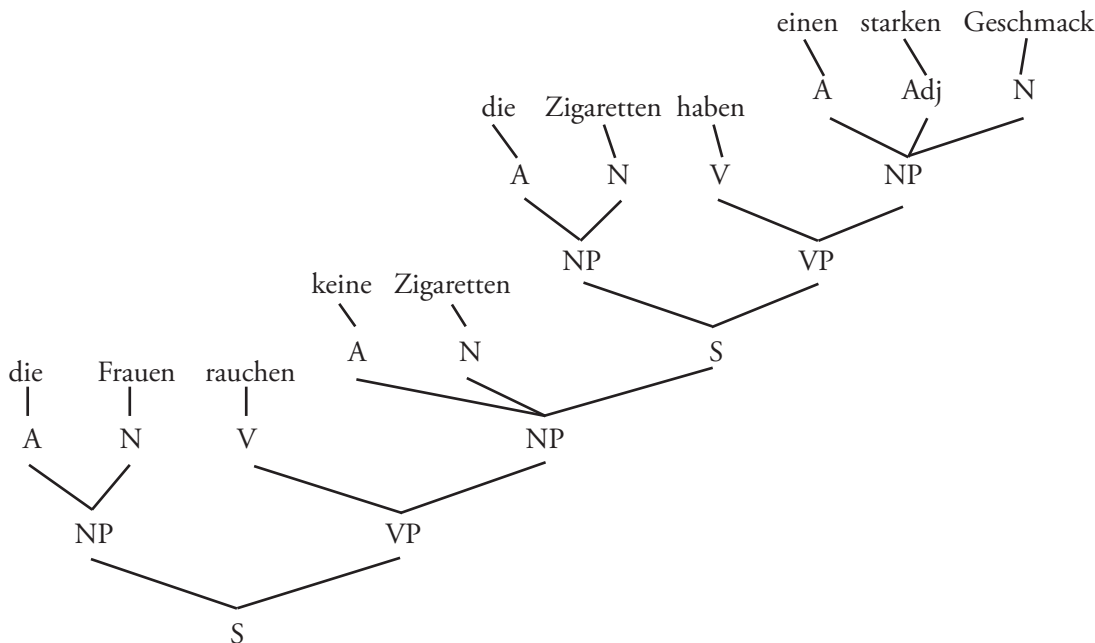 einen starken Geschmack
A Adj N
die Zigaretten haben
A N V NP
NP VP
keine Zigaretten
A N S
die Frauen rauchen
A N V NP
NP VP
S